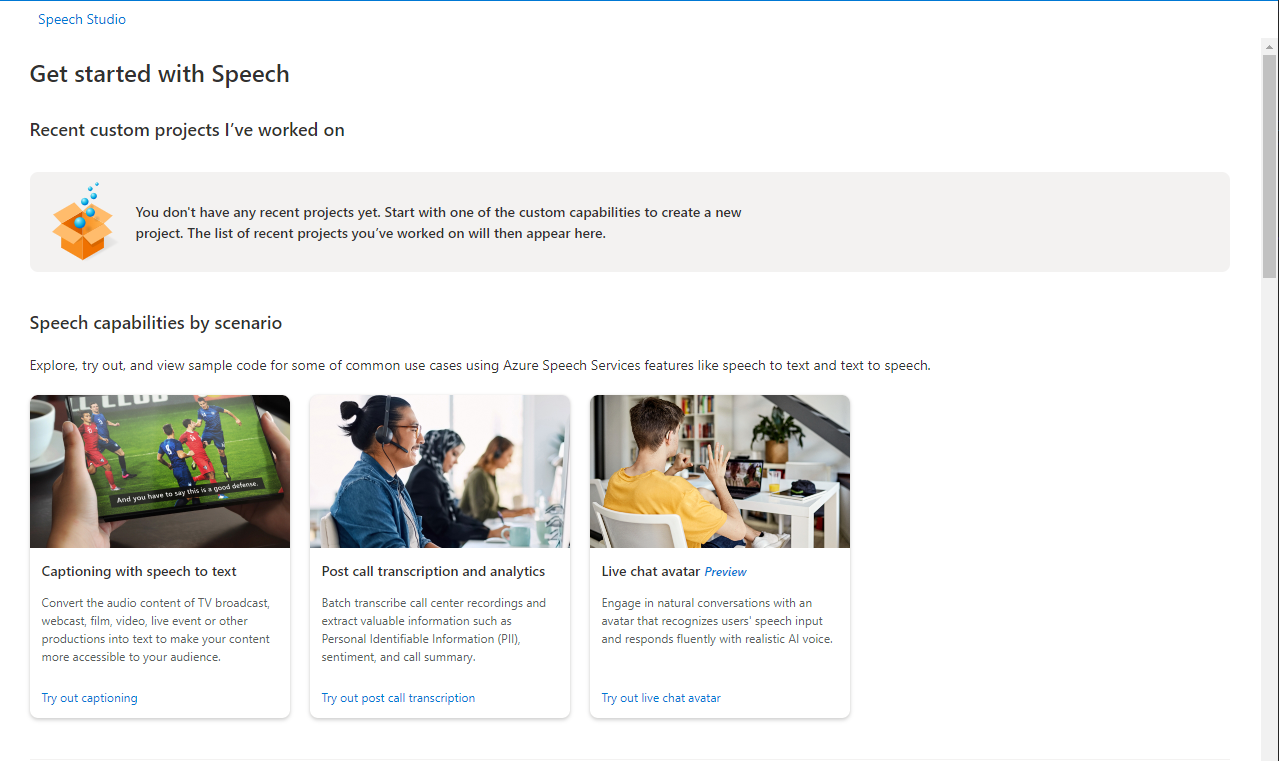 Speech Studio
Get started with Speech
Recent custom projects I’ve worked on
You don't have any recent projects yet. Start with one of the custom capabilities to create a new
project. The list of recent projects you’ve worked on will then appear here.
Speech capabilities by scenario
Explore, try out, and view sample code for some of common use cases using Azure Speech Services features like speech to text and text to speech.
And you have to say this is a good defense.
Captioning with speech to text
Convert the audio content of TV broadcast,
webcast, film, video, live event or other
productions into text to make your content
more accessible to your audience.
Try out captioning
Post call transcription and analytics
Batch transcribe call center recordings and
extract valuable information such as
Personal Identifiable Information (PII),
sentiment, and call summary.
Try out post call transcription
Live chat avatar Preview
Engage in natural conversations with an
avatar that recognizes users' speech input
and responds fluently with realistic AI voice.
Try out live chat avatar